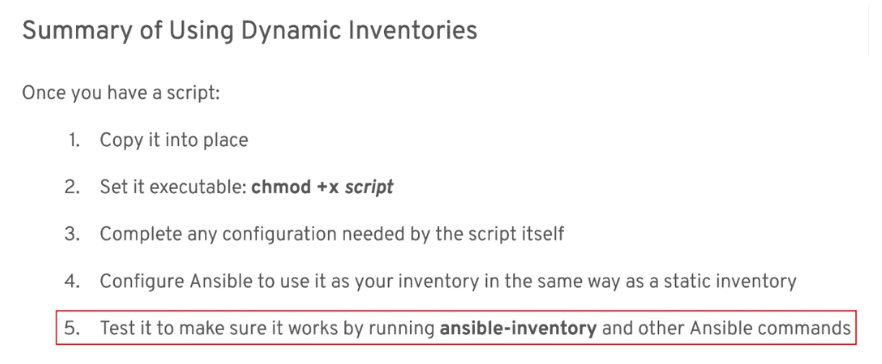 Summary of Using Dynamic Inventories
Once you have a script:
1. Copy it into place
2. Set it executable: chmod +x script
3. Complete any configuration needed by the script itself
4. Configure Ansible to use it as your inventory in the same way as a static inventory
5. Test it to make sure it works by running ansible-inventory and other Ansible commands